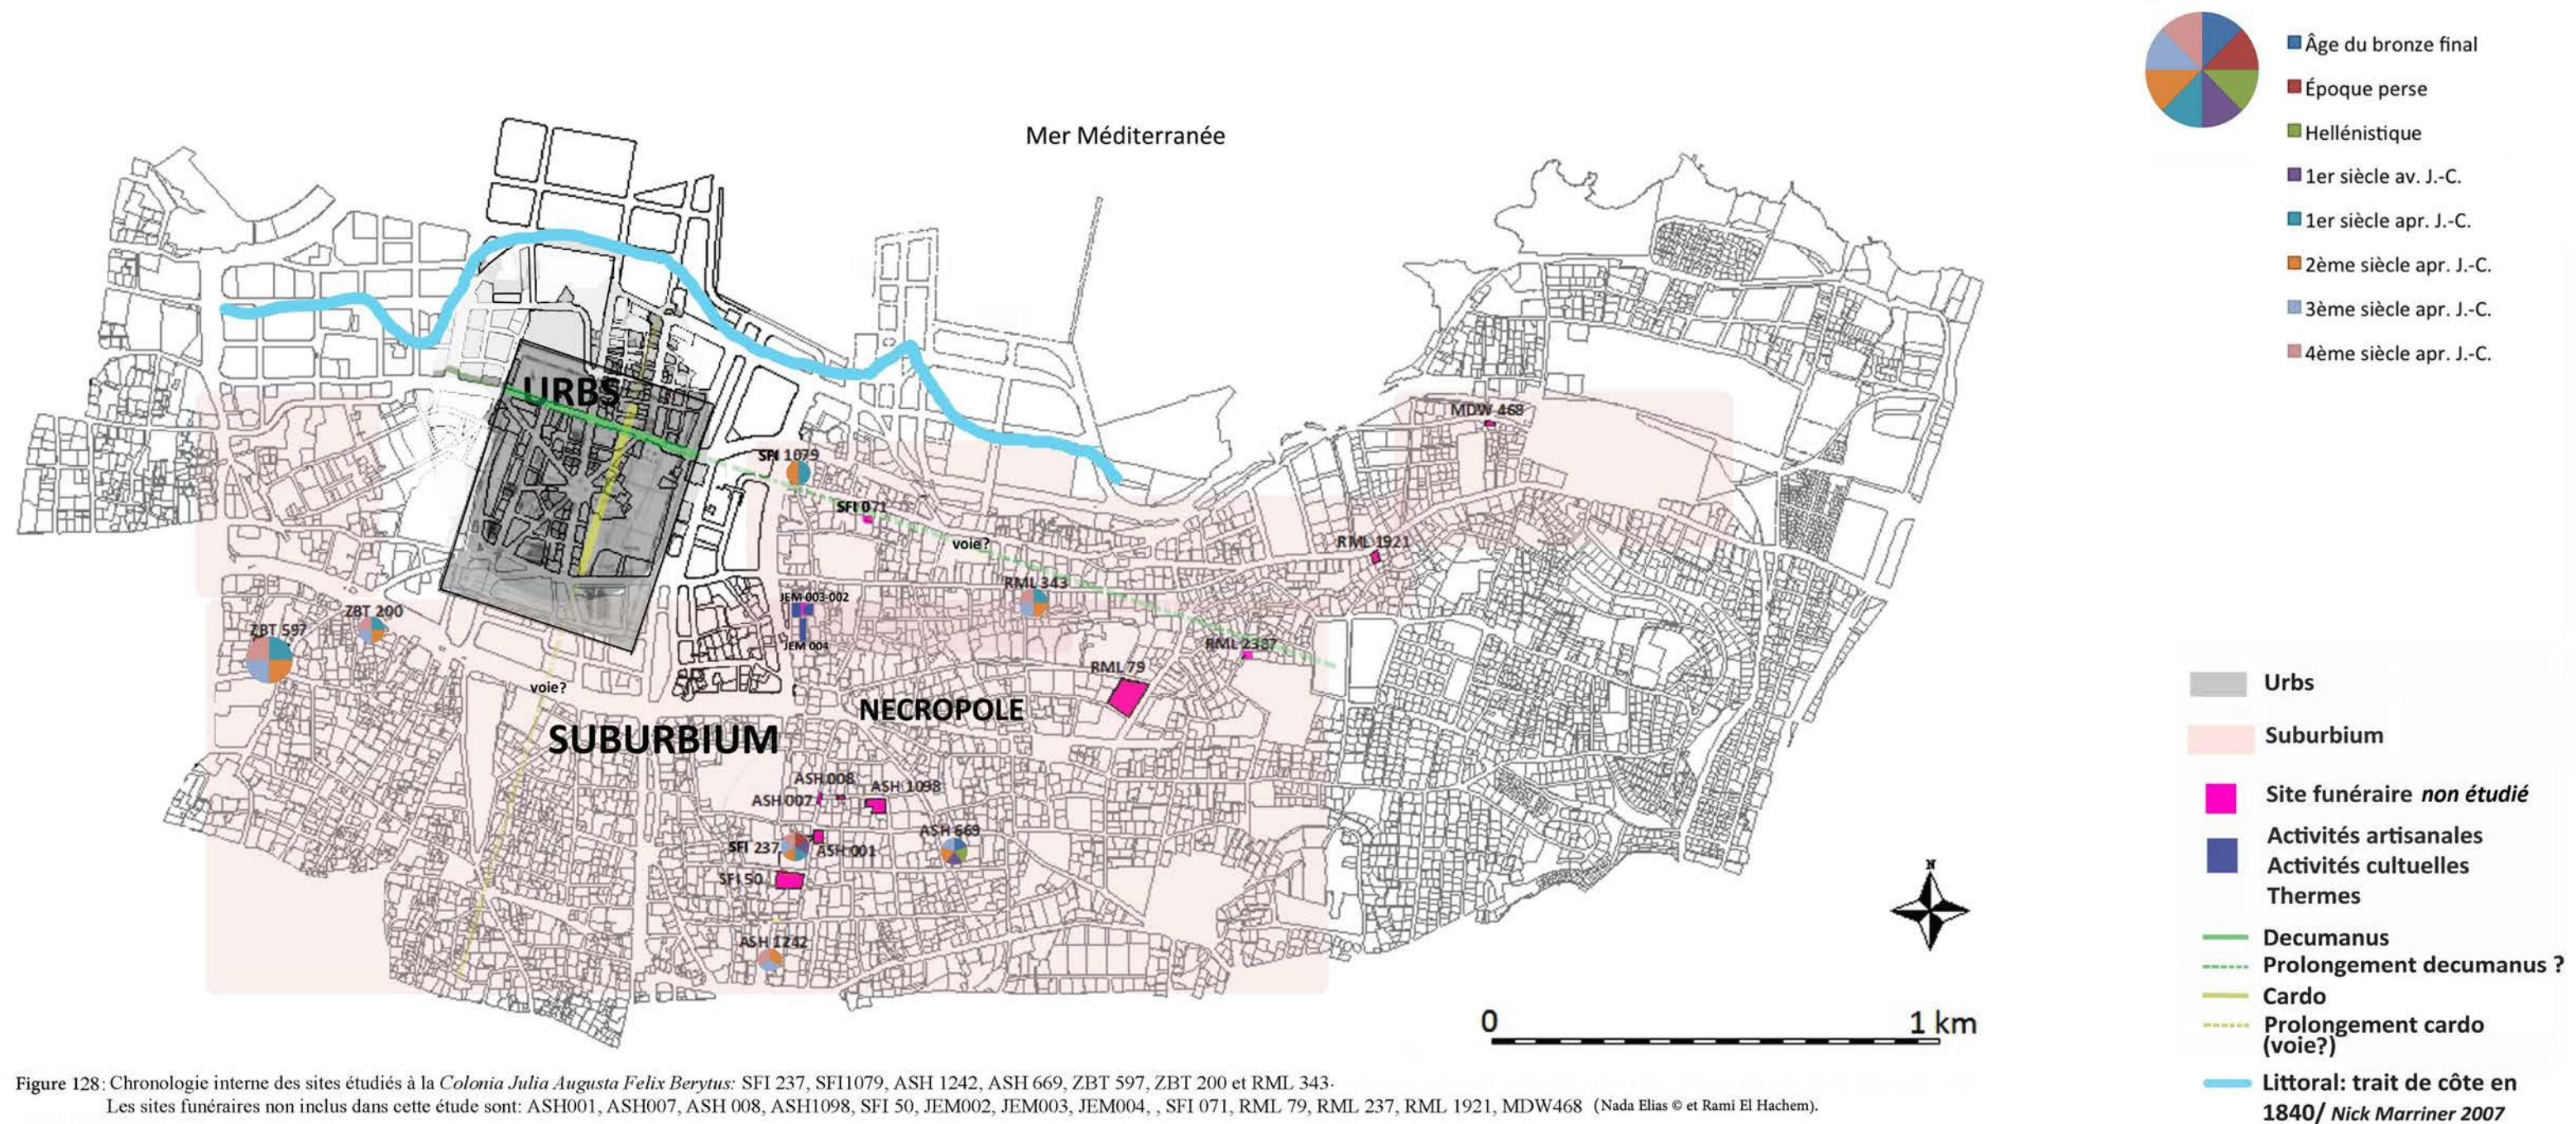 Âge du bronze final
Époque perse
Hellénistique
1er siècle av. J.-C.
1er siècle apr. J.-C.
2ème siècle apr. J.-C.
3ème siècle apr. J.-C.
4ème siècle apr. J.-C.
Mer Méditerranée
URBS
MDW 468
SFI 1079
SFI 071
voie?
RML 1921
RML 343
JEM 003-002
ZBT 200
ZBT 597
JEM 004
RML 2387
RML 79
voie?
NECROPOLE
SUBURBIUM
ASH 008
ASH 1098
ASH 007
ASH 669
SFI 237
ASH 001
SFI 50
ASH 1242
N
0 1 km
Urbs
Suburbium
Site funéraire non étudié
Activités artisanales
Activités cultuelles
Thermes
Decumanus
Prolongement decumanus ?
Cardo
Prolongement cardo
(voie?)
Littoral: trait de côte en
1840/ Nick Marriner 2007
Figure 128: Chronologie interne des sites étudiés à la Colonia Julia Augusta Felix Berytus: SFI 237, SFI1079, ASH 1242, ASH 669, ZBT 597, ZBT 200 et RML 343.
Les sites funéraires non inclus dans cette étude sont: ASH001, ASH007, ASH 008, ASH1098, SFI 50, JEM002, JEM003, JEM004, , SFI 071, RML 79, RML 237, RML 1921, MDW468 (Nada Elias © et Rami El Hachem).